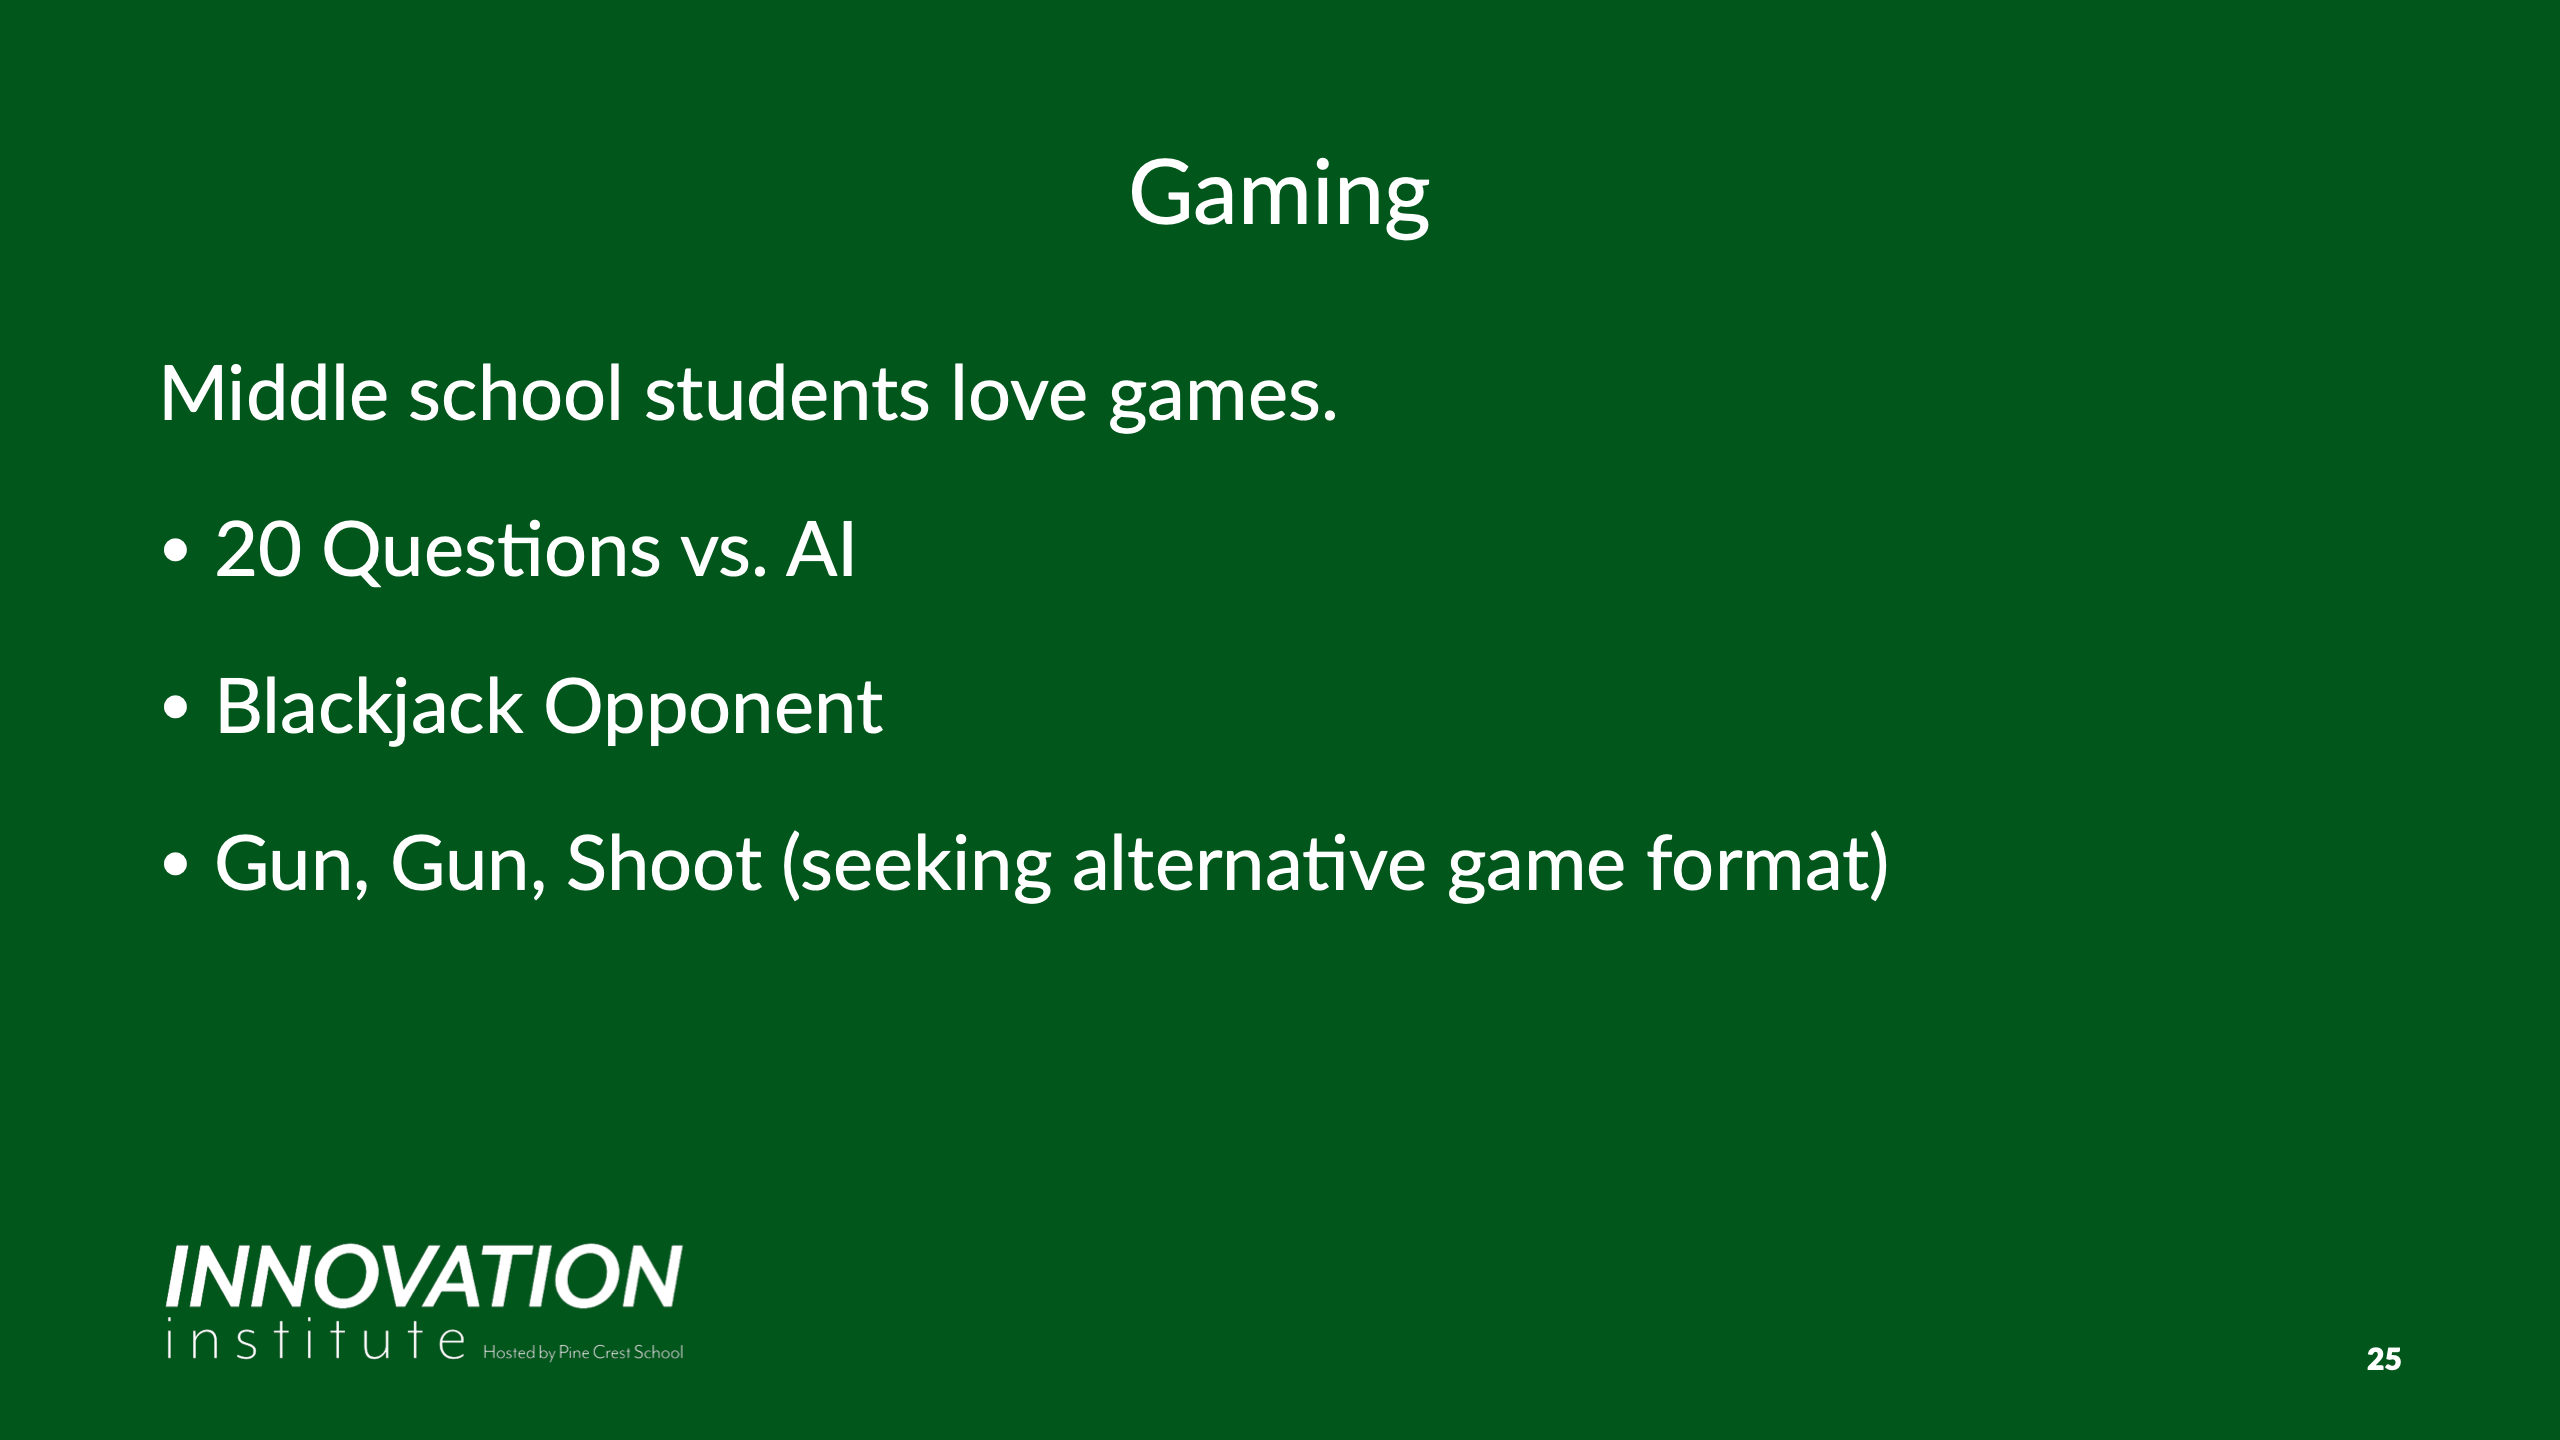 Gaming
Middle school students love games.
• 20 Questions vs. AI
• Blackjack Opponent
• Gun, Gun, Shoot (seeking alternative game format)
INNOVATION
institute Hosted by Pine Crest School
25